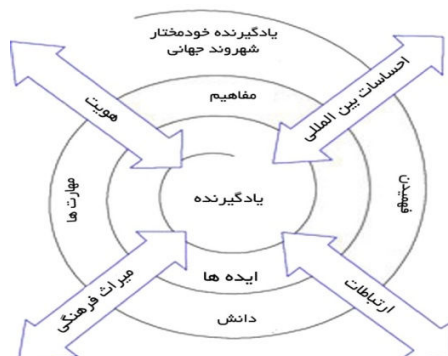 یادگیرنده خودمختار
شهروند جهانی
احساسات بین المللی
هویت
مفاهیم
فهمیدن
مهارت ها
یادگیرنده
ایده ها
میراث فرهنگی
ارتباطات
دانش